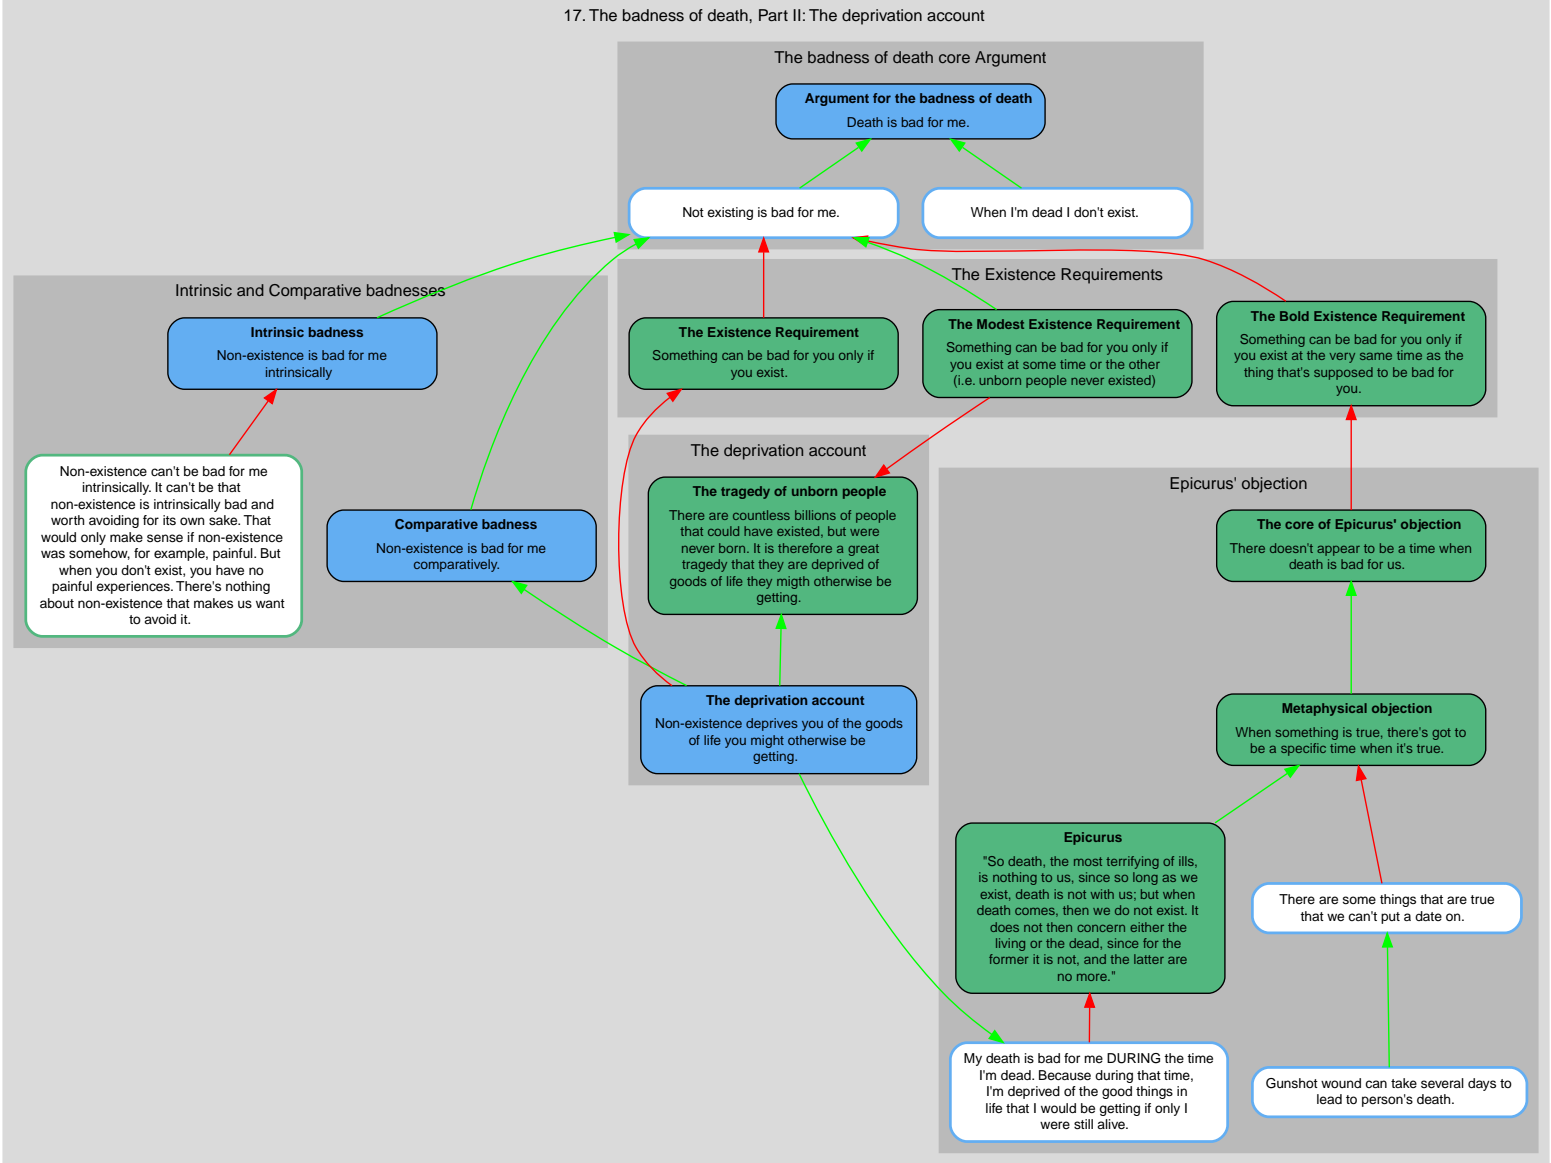 17. The badness of death, Part II: The deprivation account
The badness of death core Argument
Argument for the badness of death
Death is bad for me.
Not existing is bad for me.
When I'm dead I don't exist.
Intrinsic and Comparative badnesses
Intrinsic badness
Non-existence is bad for me
intrinsically
Non-existence can't be bad for me
intrinsically. It can't be that
non-existence is intrinsically bad and
worth avoiding for its own sake. That
would only make sense if non-existence
was somehow, for example, painful. But
when you don't exist, you have no
painful experiences. There's nothing
about non-existence that makes us want
to avoid it.
Comparative badness
Non-existence is bad for me
comparatively.
The Existence Requirements
The Existence Requirement
Something can be bad for you only if
you exist.
The Modest Existence Requirement
Something can be bad for you only if
you exist at some time or the other
(i.e. unborn people never existed)
The Bold Existence Requirement
Something can be bad for you only if
you exist at the very same time as the
thing that's supposed to be bad for
you.
The deprivation account
The tragedy of unborn people
There are countless billions of people
that could have existed, but were
never born. It is therefore a great
tragedy that they are deprived of
goods of life they migth otherwise be
getting.
The deprivation account
Non-existence deprives you of the goods
of life you might otherwise be
getting.
Epicurus' objection
The core of Epicurus' objection
There doesn't appear to be a time when
death is bad for us.
Metaphysical objection
When something is true, there's got to
be a specific time when it's true.
Epicurus
"So death, the most terrifying of ills,
is nothing to us, since so long as we
exist, death is not with us; but when
death comes, then we do not exist. It
does not then concern either the
living or the dead, since for the
former it is not, and the latter are
no more."
There are some things that are true
that we can't put a date on.
My death is bad for me DURING the time
I'm dead. Because during that time,
I'm deprived of the good things in
life that I would be getting if only I
were still alive.
Gunshot wound can take several days to
lead to person's death.